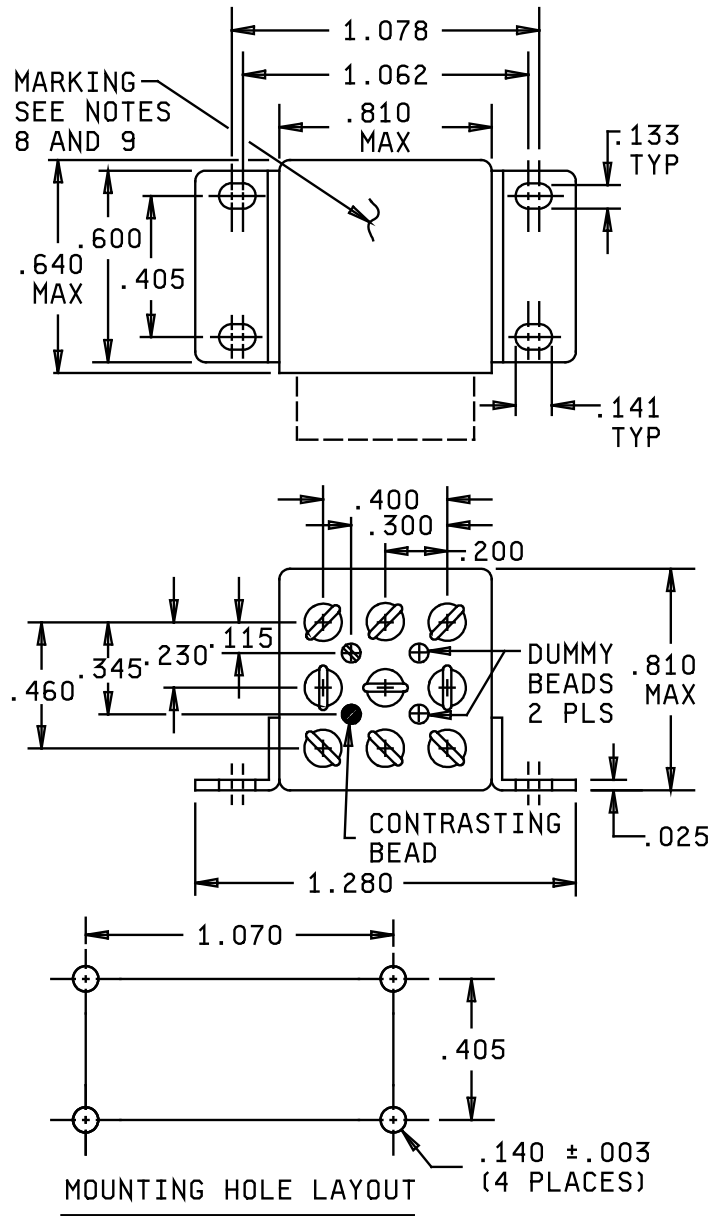 1.078
1.062
MARKING
SEE NOTES
8 AND 9
.810
MAX
.133
TYP
.600
.640
MAX
.405
.141
TYP
.400
.300
.200
.115
.230
.345
.460
DUMMY
BEADS
2 PLS
.810
MAX
CONTRASTING
BEAD
.025
1.280
1.070
.405
.140 ±.003
(4 PLACES)
MOUNTING HOLE LAYOUT